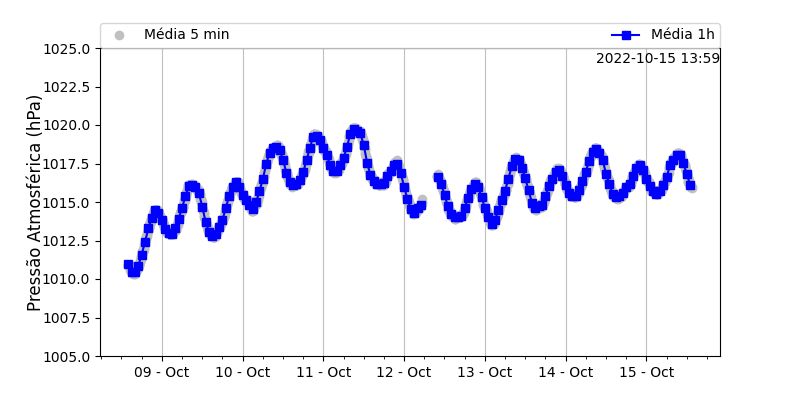 Média 5 min
Média 1h
2022-10-15 13:59
Pressão Atmosférica (hPa)
1025.0
1022.5
1020.0
1017.5
1015.0
1012.5
1010.0
1007.5
1005.0
09 - Oct
10 - Oct
11 - Oct
12 - Oct
13 - Oct
14 - Oct
15 - Oct